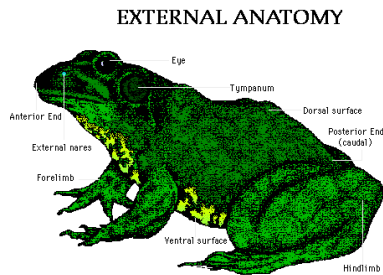 EXTERNAL ANATOMY
Eye
Tympanum
Dorsal surface
Anterior End
Posterior End
(caudal)
External nares
Forelimb
Ventral surface
Hindlimb